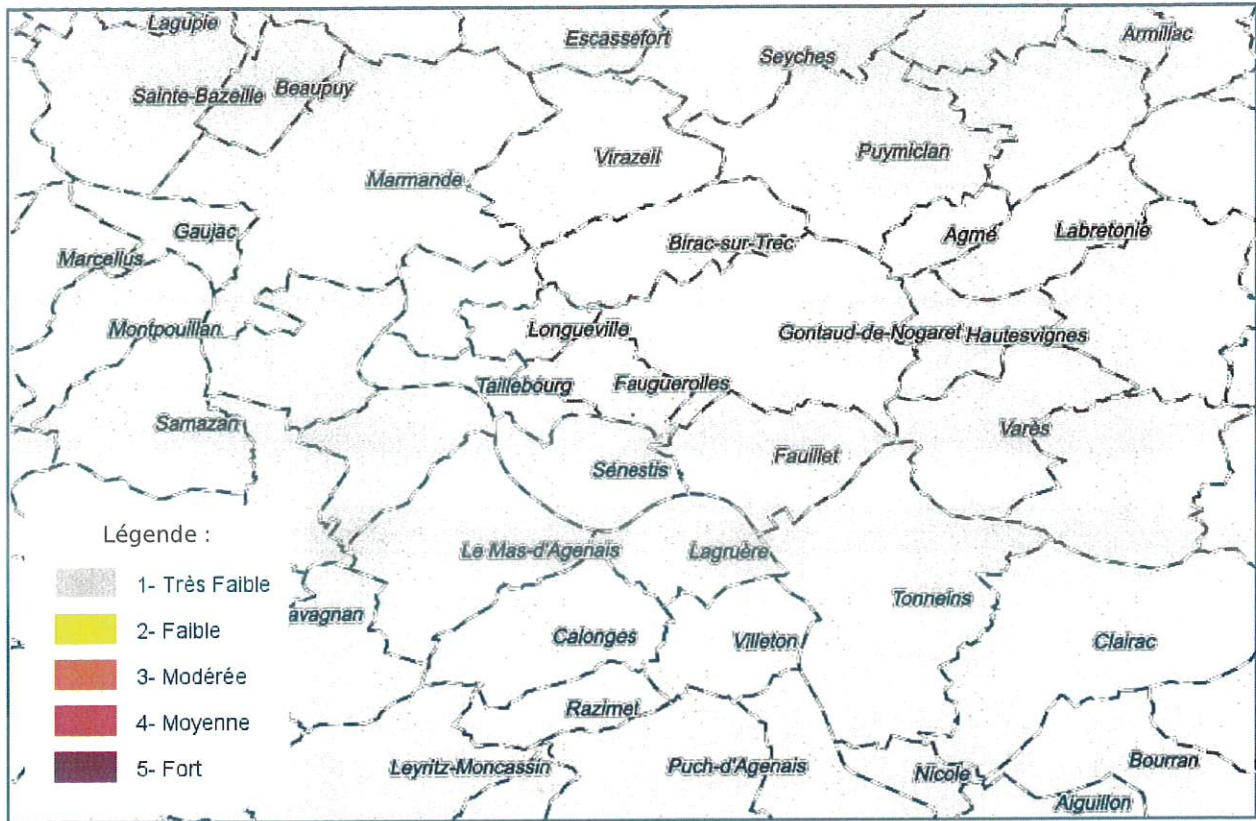 Lagupie
Escassefort
Armillac
Seyches
Sainte-Bazeille
Beaupuy
Virazeil
Puymiclan
Marmande
Gaujac
Birac-sur-Trec
Agmé
Labretonie
Marcellus
Montpouillan
Longueville
Gontaud-de-Nogaret
Hautesvignes
Taillebourg
Fauguerolles
Samazan
Varès
Sénestis
Fauillet
Légende :
Le Mas-d'Agenais
Lagruère
1- Très Faible
Tonneins
avagnan
2- Faible
Calonges
Villeton
Clairac
3- Modérée
Razimet
4- Moyenne
Leyritz-Moncassin
Puch-d'Agenais
Nicole
Bourran
5- Fort
Aiguillon